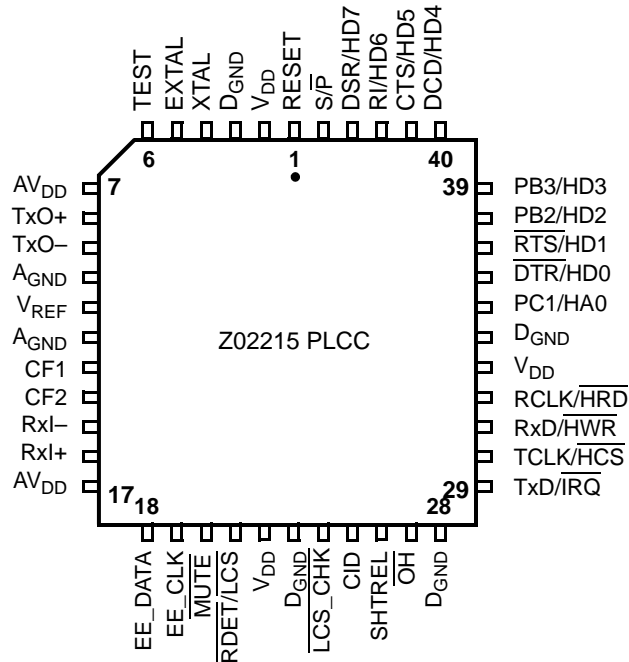 TEST
EXTAL
XTAL
DGND
VDD
RESET
S/P
DSR/HD7
RI/HD6
CTS/HD5
DCD/HD4
6
1
40
AVDD
TxO+
TxO–
AGND
VREF
AGND
CF1
CF2
RxI–
RxI+
AVDD
7
17
Z02215 PLCC
39
29
PB3/HD3
PB2/HD2
RTS/HD1
DTR/HD0
PC1/HA0
DGND
VDD
RCLK/HRD
RxD/HWR
TCLK/HCS
TxD/IRQ
18
28
EE_DATA
EE_CLK
MUTE
RDET/LCS
VDD
DGND
LCS_CHK
CID
SHTREL
OH
DGND